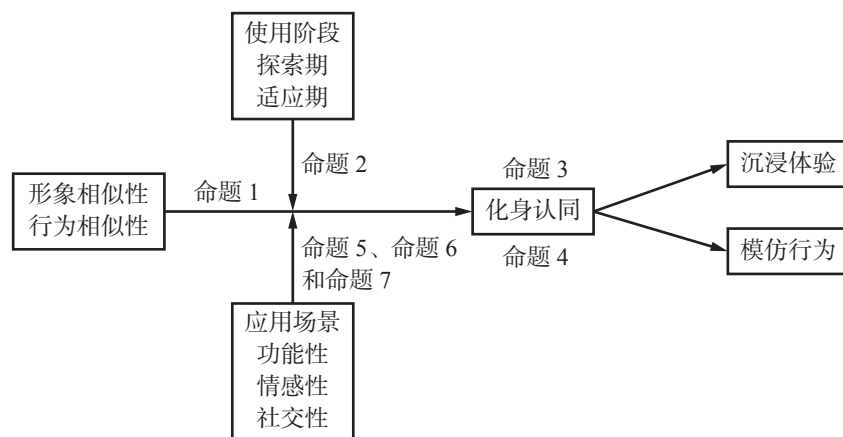 使用阶段
探索期
适应期
命题 2
命题 3
沉浸体验
形象相似性
行为相似性
命题 1
化身认同
命题 5、命题 6
和命题 7
命题 4
模仿行为
应用场景
功能性
情感性
社交性